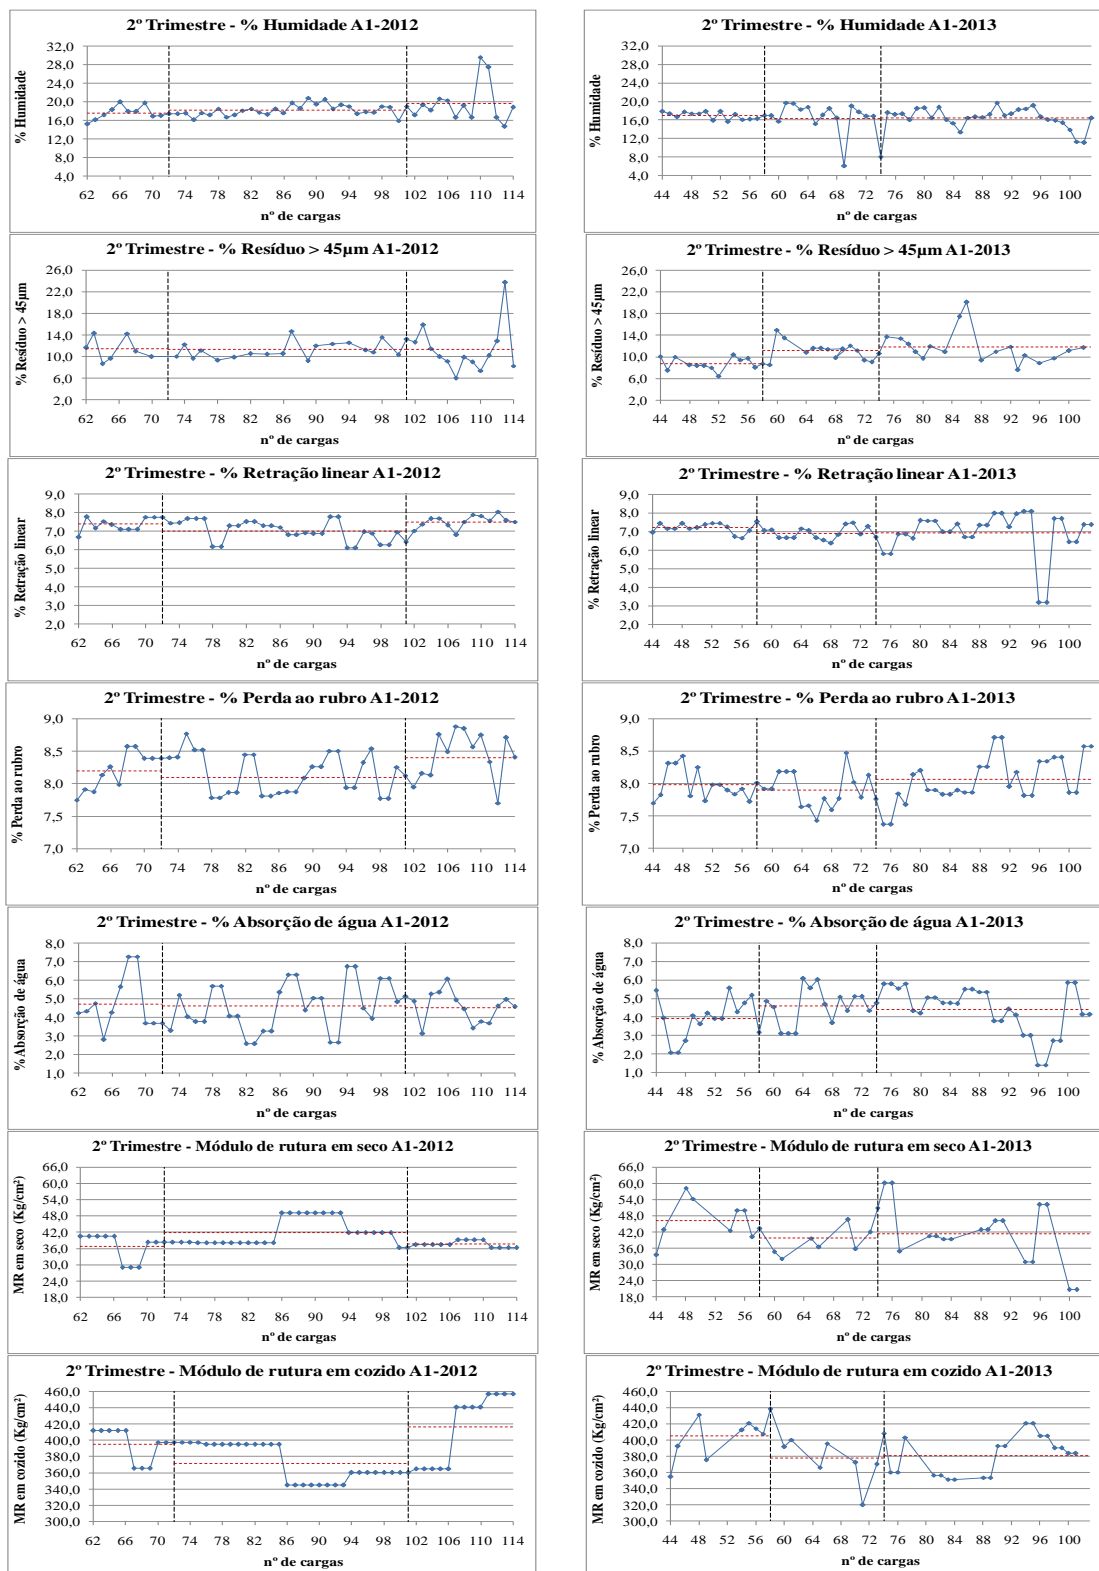 2º Trimestre - % Humidade A1-2012
% Humidade
32,0
28,0
24,0
20,0
16,0
12,0
8,0
4,0
62 66 70 74 78 82 86 90 94 98 102 106 110 114
nº de cargas
2º Trimestre - % Humidade A1-2013
% Humidade
32,0
28,0
24,0
20,0
16,0
12,0
8,0
4,0
44 48 52 56 60 64 68 72 76 80 84 88 92 96 100
nº de cargas
2º Trimestre - % Resíduo > 45µm A1-2012
% Resíduo > 45µm
26,0
22,0
18,0
14,0
10,0
6,0
2,0
62 66 70 74 78 82 86 90 94 98 102 106 110 114
nº de cargas
2º Trimestre - % Resíduo > 45µm A1-2013
% Resíduo > 45µm
26,0
22,0
18,0
14,0
10,0
6,0
2,0
44 48 52 56 60 64 68 72 76 80 84 88 92 96 100
nº de cargas
2º Trimestre - % Retração linear A1-2012
% Retração linear
9,0
8,0
7,0
6,0
5,0
4,0
3,0
2,0
62 66 70 74 78 82 86 90 94 98 102 106 110 114
nº de cargas
2º Trimestre - % Retração linear A1-2013
% Retração linear
9,0
8,0
7,0
6,0
5,0
4,0
3,0
2,0
44 48 52 56 60 64 68 72 76 80 84 88 92 96 100
nº de cargas
2º Trimestre - % Perda ao rubro A1-2012
% Perda ao rubro
9,0
8,5
8,0
7,5
7,0
62 66 70 74 78 82 86 90 94 98 102 106 110 114
nº de cargas
2º Trimestre - % Perda ao rubro A1-2013
% Perda ao rubro
9,0
8,5
8,0
7,5
7,0
44 48 52 56 60 64 68 72 76 80 84 88 92 96 100
nº de cargas
2º Trimestre - % Absorção de água A1-2012
% Absorção de água
8,0
7,0
6,0
5,0
4,0
3,0
2,0
1,0
62 66 70 74 78 82 86 90 94 98 102 106 110 114
nº de cargas
2º Trimestre - % Absorção de água A1-2013
% Absorção de água
8,0
7,0
6,0
5,0
4,0
3,0
2,0
1,0
44 48 52 56 60 64 68 72 76 80 84 88 92 96 100
nº de cargas
2º Trimestre - Módulo de rutura em seco A1-2012
MR em seco (Kg/cm²)
66,0
60,0
54,0
48,0
42,0
36,0
30,0
24,0
18,0
62 66 70 74 78 82 86 90 94 98 102 106 110 114
nº de cargas
2º Trimestre - Módulo de rutura em seco A1-2013
MR em seco (Kg/cm²)
66,0
60,0
54,0
48,0
42,0
36,0
30,0
24,0
18,0
44 48 52 56 60 64 68 72 76 80 84 88 92 96 100
nº de cargas
2º Trimestre - Módulo de rutura em cozido A1-2012
MR em cozido (Kg/cm²)
460,0
440,0
420,0
400,0
380,0
360,0
340,0
320,0
300,0
62 66 70 74 78 82 86 90 94 98 102 106 110 114
nº de cargas
2º Trimestre - Módulo de rutura em cozido A1-2013
MR em cozido (Kg/cm²)
460,0
440,0
420,0
400,0
380,0
360,0
340,0
320,0
300,0
44 48 52 56 60 64 68 72 76 80 84 88 92 96 100
nº de cargas